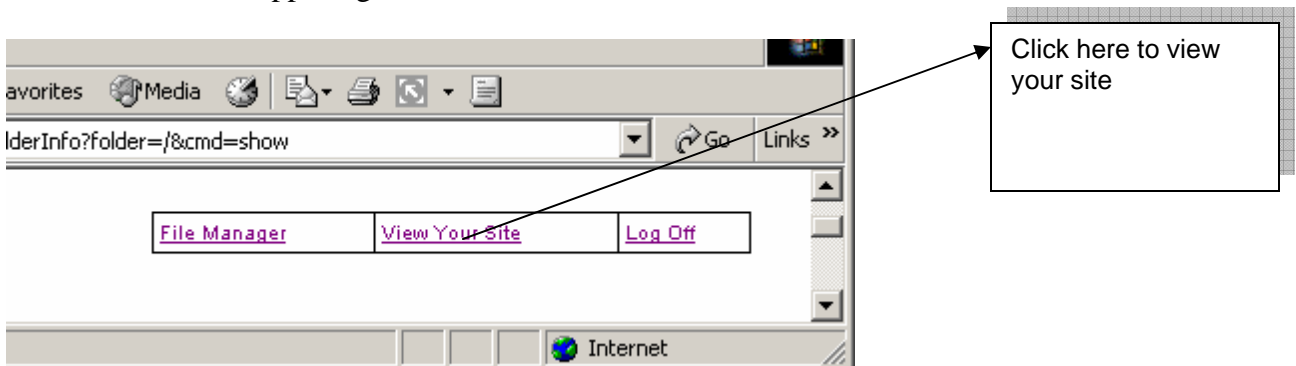 Click here to view
your site
avorites Media
lderInfo?folder=/&cmd=show Go Links »
File Manager View Your Site Log Off
Internet